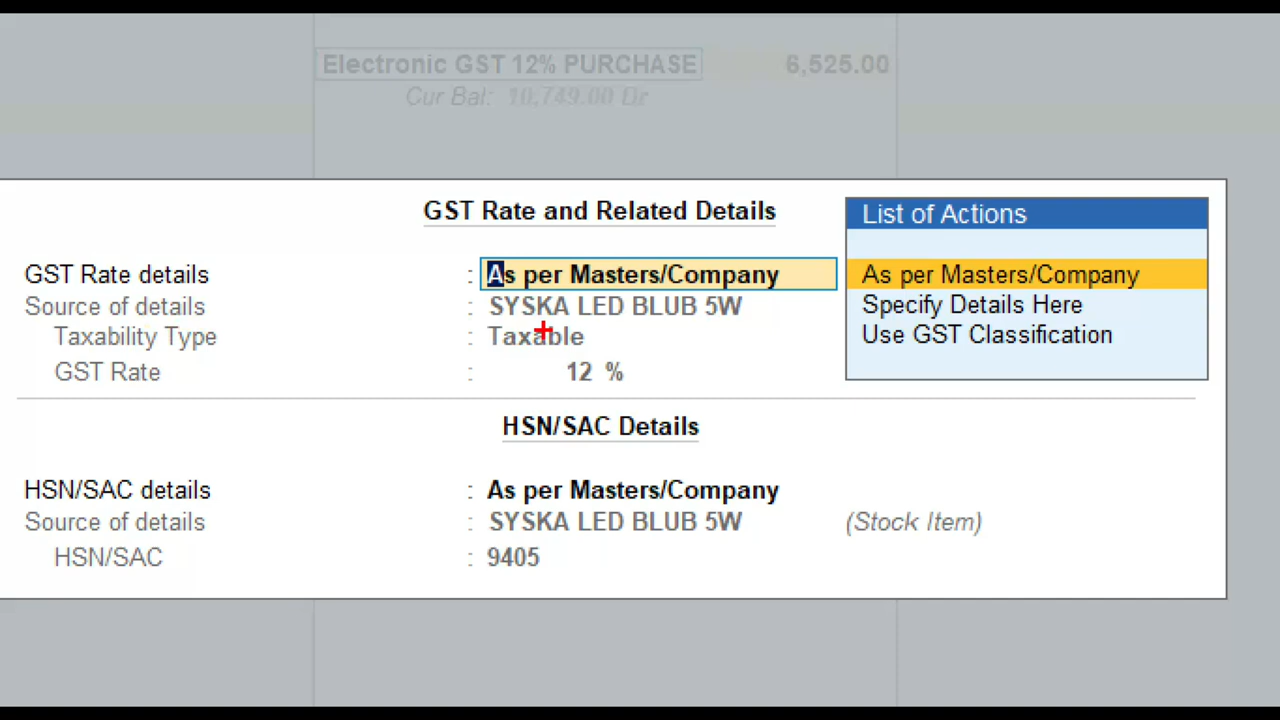 Electronic GST 12% PURCHASE 6,525.00
Cur Bal: 10,749.00 Dr
GST Rate and Related Details
List of Actions
GST Rate details : As per Masters/Company
As per Masters/Company
Source of details : SYSKA LED BLUB 5W
Specify Details Here
Taxability Type : Taxable
Use GST Classification
GST Rate : 12 %
HSN/SAC Details
HSN/SAC details : As per Masters/Company
Source of details : SYSKA LED BLUB 5W (Stock Item)
HSN/SAC : 9405